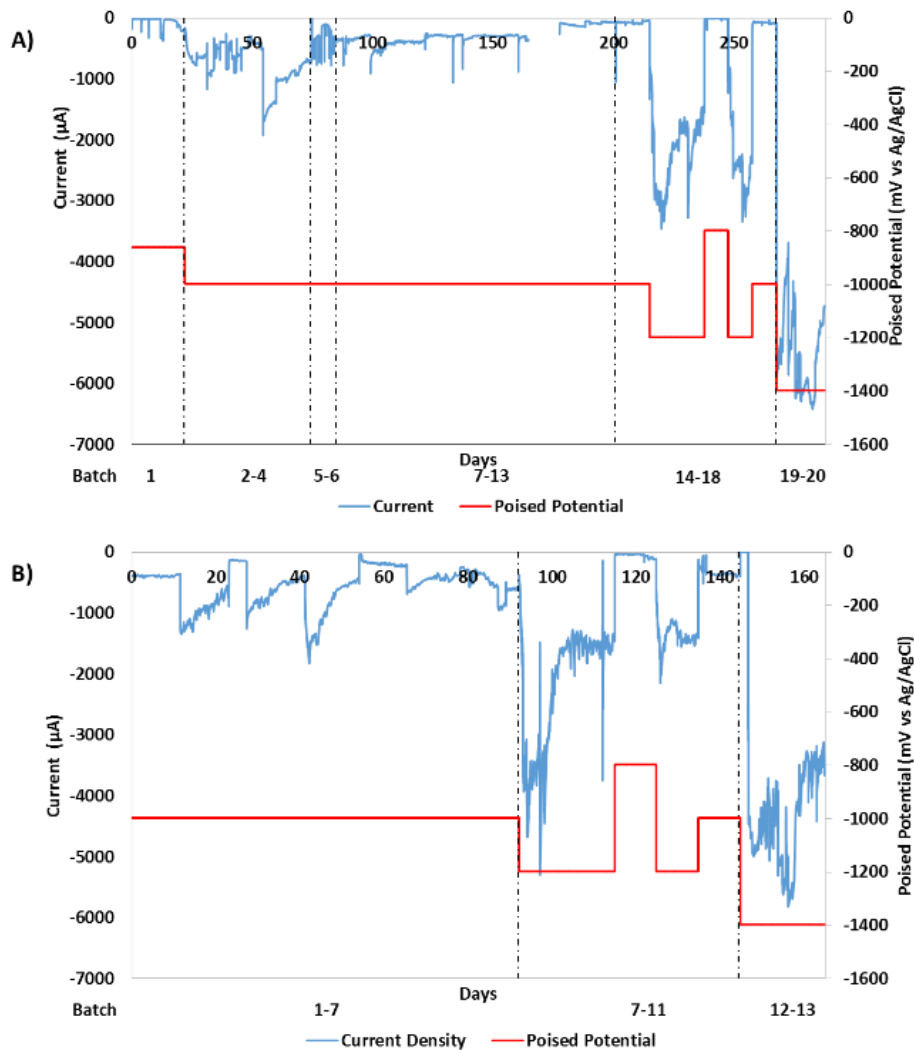 A)
0 50 100 150 200 250
0
-1000
-2000
-3000
-4000
-5000
-6000
-7000
Current (µA)
0
-200
-400
-600
-800
-1000
-1200
-1400
-1600
Poised Potential (mV vs Ag/AgCl)
Days
Batch 1 2-4 5-6 7-13 14-18 19-20
Current Poised Potential
B)
0 20 40 60 80 100 120 140 160
0
-1000
-2000
-3000
-4000
-5000
-6000
-7000
Current (µA)
0
-200
-400
-600
-800
-1000
-1200
-1400
-1600
Poised Potential (mV vs Ag/AgCl)
Days
Batch 1-7 7-11 12-13
Current Density Poised Potential